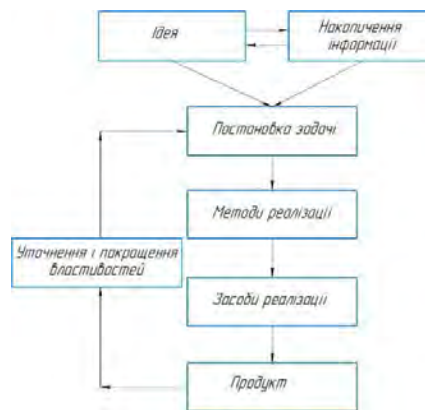 Ідея
Накопичення
інформації
Постановка задачі
Методи реалізації
Уточнення і покращення
властивостей
Засоби реалізації
Продукт